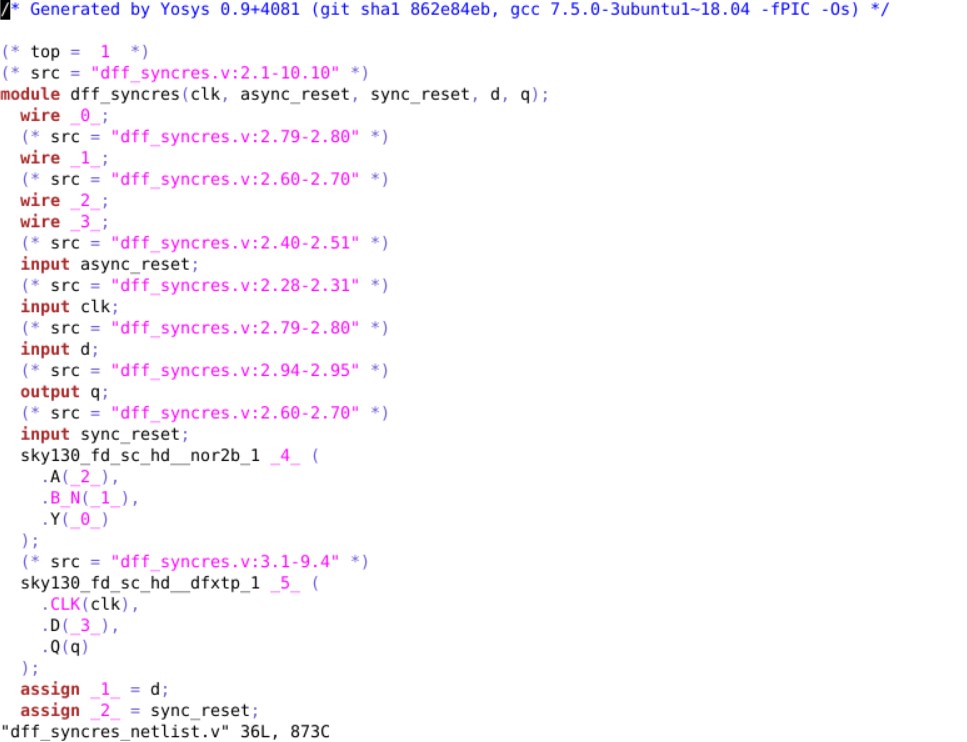 /* Generated by Yosys 0.9+4081 (git sha1 862e84eb, gcc 7.5.0-3ubuntu1~18.04 -fPIC -Os) */

(* top =  1  *)
(* src = "dff_syncres.v:2.1-10.10" *)
module dff_syncres(clk, async_reset, sync_reset, d, q);
  wire _0_;
  (* src = "dff_syncres.v:2.79-2.80" *)
  wire _1_;
  (* src = "dff_syncres.v:2.60-2.70" *)
  wire _2_;
  wire _3_;
  (* src = "dff_syncres.v:2.40-2.51" *)
  input async_reset;
  (* src = "dff_syncres.v:2.28-2.31" *)
  input clk;
  (* src = "dff_syncres.v:2.79-2.80" *)
  input d;
  (* src = "dff_syncres.v:2.94-2.95" *)
  output q;
  (* src = "dff_syncres.v:2.60-2.70" *)
  input sync_reset;
  sky130_fd_sc_hd__nor2b_1 _4_ (
    .A(_2_),
    .B_N(_1_),
    .Y(_0_)
  );
  (* src = "dff_syncres.v:3.1-9.4" *)
  sky130_fd_sc_hd__dfxtp_1 _5_ (
    .CLK(clk),
    .D(_3_),
    .Q(q)
  );
  assign _1_ = d;
  assign _2_ = sync_reset;
"dff_syncres_netlist.v" 36L, 873C